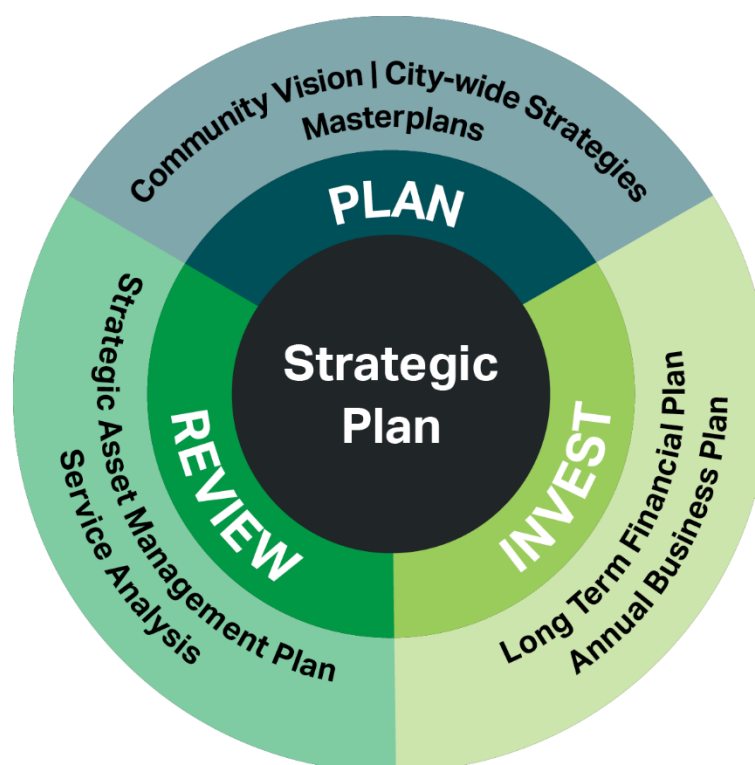 Community Vision | City-wide Strategies
Masterplans
PLAN
Strategic
Plan
INVEST
Long Term Financial Plan
Annual Business Plan
REVIEW
Strategic Asset Management Plan
Service Analysis